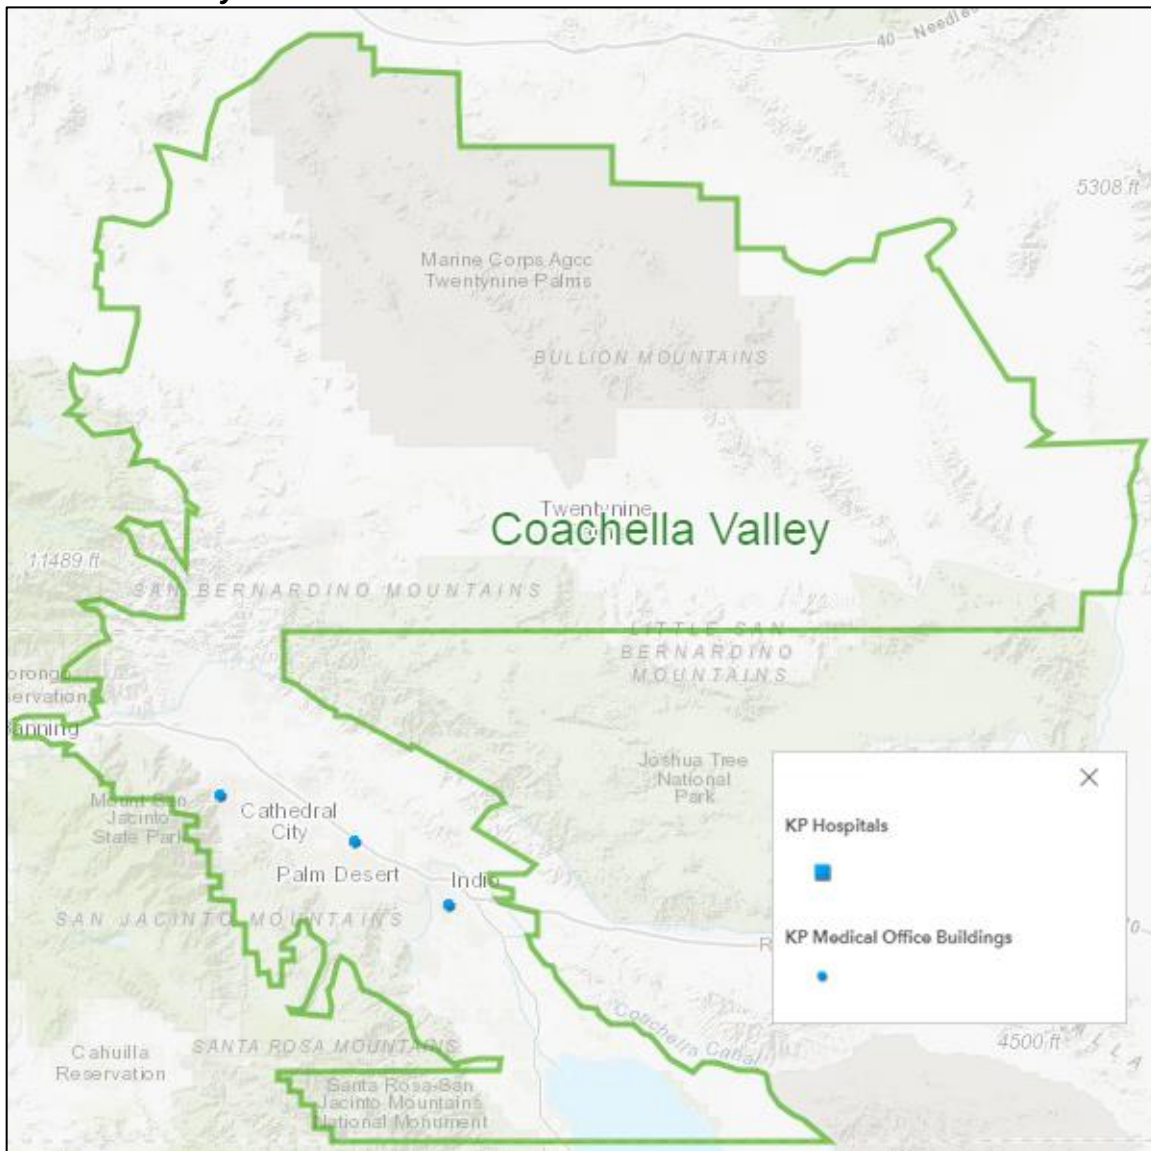 40
Needles
5308 ft
Marine Corps Agcc
Twentynine Palms
BULLION MOUNTAINS
Twentynine
Coachella Valley
11489 ft
SAN BERNARDINO MOUNTAINS
LITTLE SAN
BERNARDINO
MOUNTAINS
orongo
servation
Banning
Joshua Tree
National
Park
Mount San
Jacinto
State Park
Cathedral
City
Palm Desert
Indio
SAN JACINTO MOUNTAINS
KP Hospitals
KP Medical Office Buildings
Coachella Canal
4500 ft
SANTA ROSA MOUNTAINS
Cahuilla
Reservation
Santa Rosa-San
Jacinto Mountains
National Monument